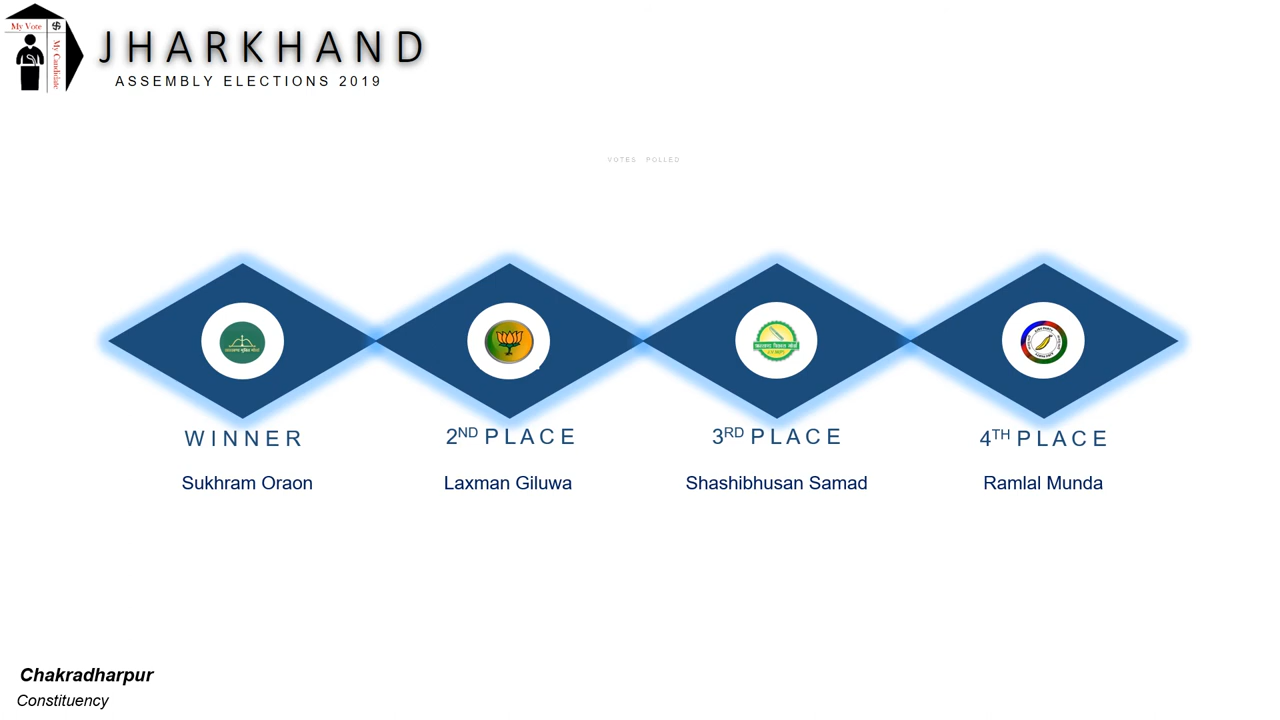 My Vote
My Candidate
JHARKHAND
ASSEMBLY ELECTIONS 2019
VOTES POLLED
WINNER
2ND PLACE
3RD PLACE
4TH PLACE
Sukhram Oraon
Laxman Giluwa
Shashibhusan Samad
Ramlal Munda
Chakradharpur
Constituency